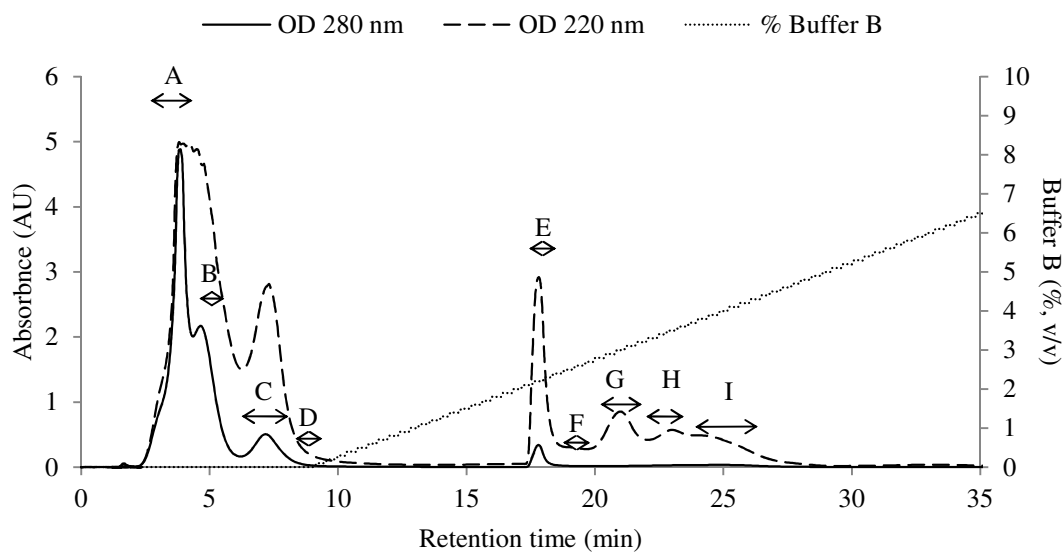 OD 280 nm OD 220 nm % Buffer B
6 10
A
9
5
8
7
4
E
6
B
3 5
4
2
3
G H I
C
2
1
D F
1
0 0
0 5 10 15 20 25 30 35
Retention time (min)
Absorbnce (AU)
Buffer B (%, v/v)